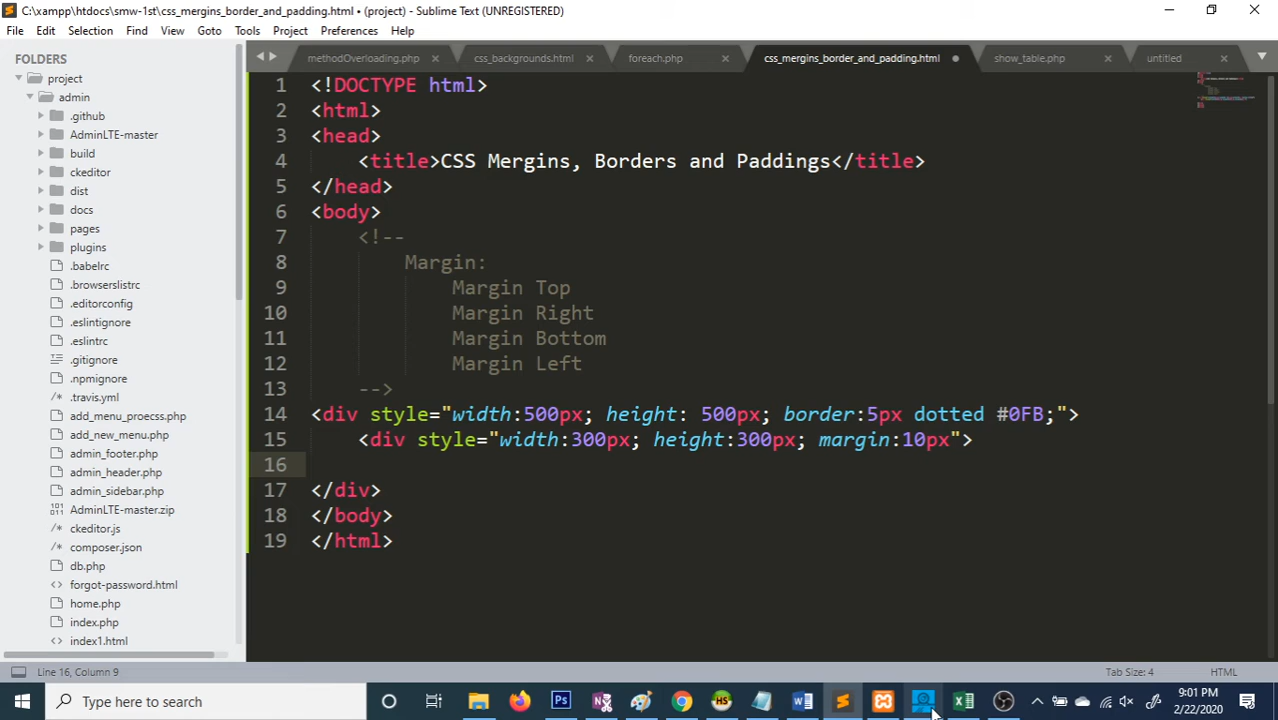 C:\xampp\htdocs\smw-1st\css_mergins_border_and_padding.html • (project) - Sublime Text (UNREGISTERED)
File Edit Selection Find View Goto Tools Project Preferences Help
FOLDERS
project
admin
.github
AdminLTE-master
build
ckeditor
dist
docs
pages
plugins
.babelrc
.browserslistrc
.editorconfig
.eslintignore
.eslintrc
.gitignore
.npmignore
.travis.yml
add_menu_proecss.php
add_new_menu.php
admin_footer.php
admin_header.php
admin_sidebar.php
AdminLTE-master.zip
ckeditor.js
composer.json
db.php
forgot-password.html
home.php
index.php
index1.html
methodOverloading.php css_backgrounds.html foreach.php css_mergins_border_and_padding.html show_table.php untitled
1 <!DOCTYPE html>
2 <html>
3 <head>
4 <title>CSS Mergins, Borders and Paddings</title>
5 </head>
6 <body>
7 <!--
8 Margin:
9 Margin Top
10 Margin Right
11 Margin Bottom
12 Margin Left
13 -->
14 <div style="width:500px; height: 500px; border:5px dotted #0FB;">
15 <div style="width:300px; height:300px; margin:10px">
16
17 </div>
18 </body>
19 </html>
Line 16, Column 9 Tab Size: 4 HTML
Type here to search
9:01 PM
2/22/2020